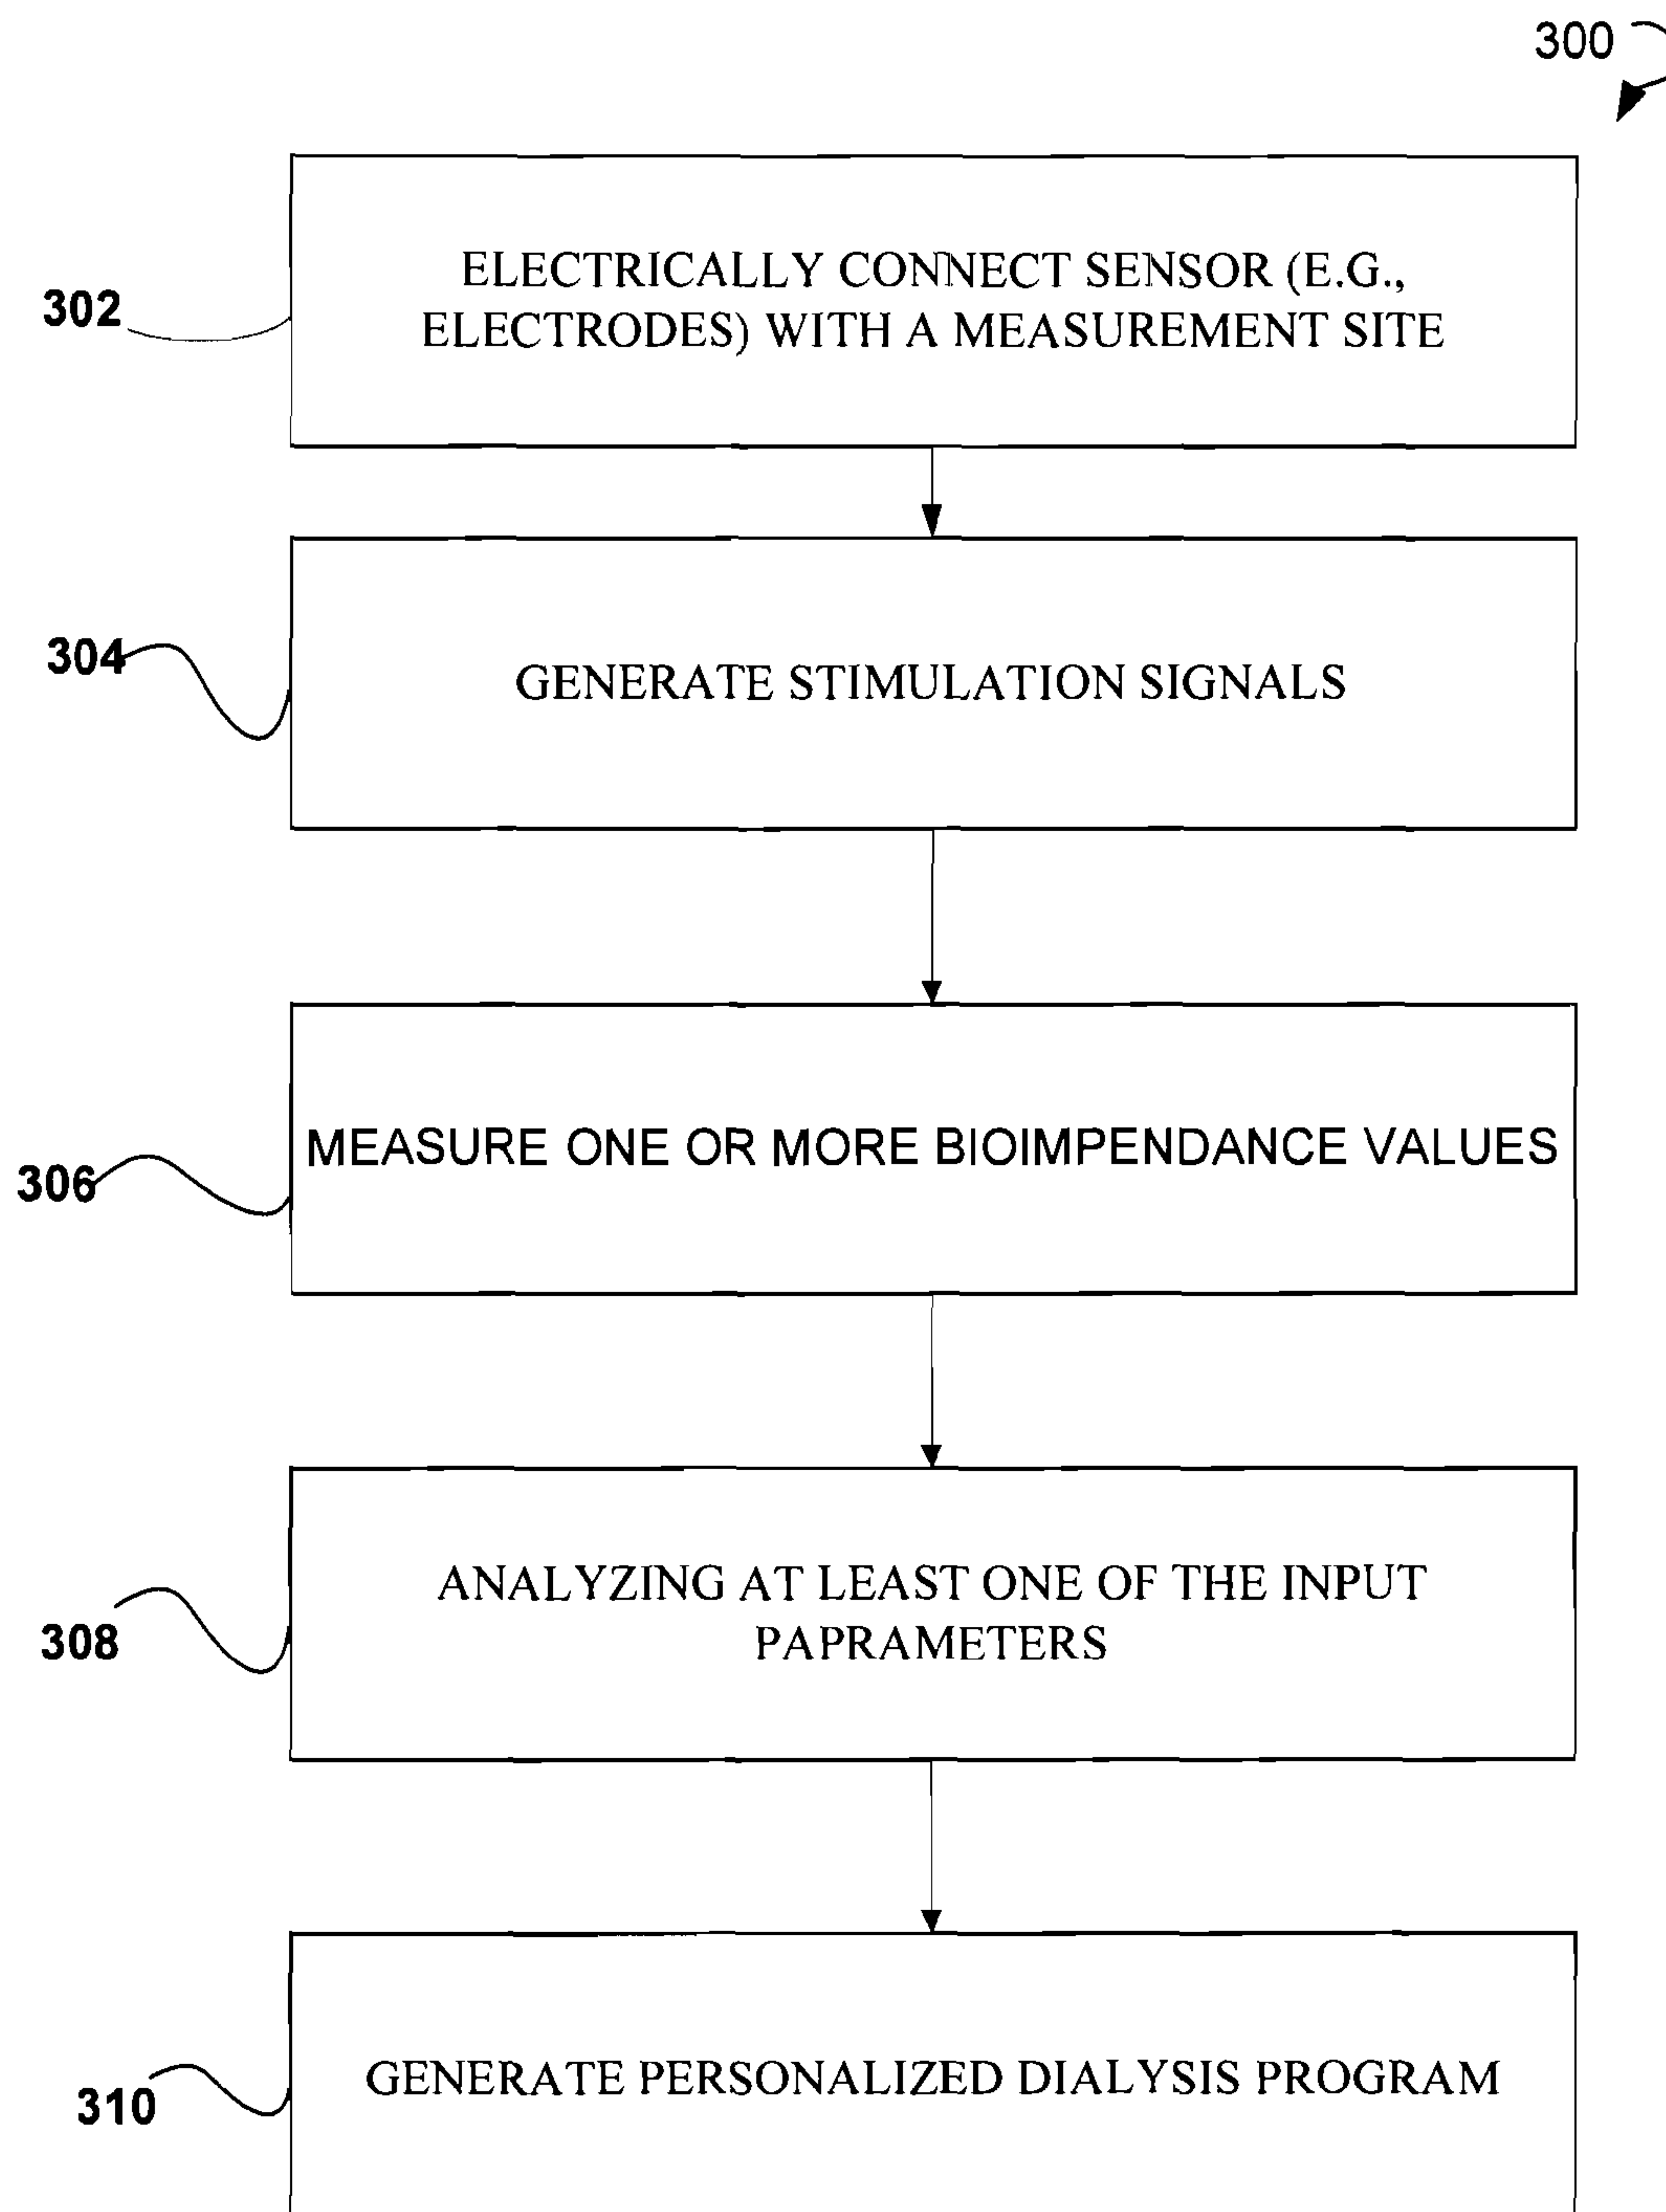 300
302
ELECTRICALLY CONNECT SENSOR (E.G.,
ELECTRODES) WITH A MEASUREMENT SITE
304
GENERATE STIMULATION SIGNALS
306
MEASURE ONE OR MORE BIOIMPENDANCE VALUES
308
ANALYZING AT LEAST ONE OF THE INPUT
PAPRAMETERS
310
GENERATE PERSONALIZED DIALYSIS PROGRAM